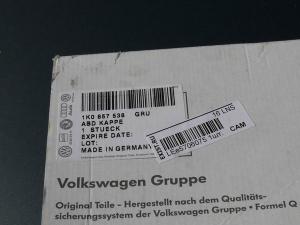 1K0 857 538 GRU
ABD KAPPE
1 STUECK
EXPIRE DATE:
LOT:
MADE IN GERMANY
16 LNS
CAM
1una
Volkswagen Gruppe
Original Teile – Hergestellt nach dem Qualitäts-
sicherungssystem der Volkswagen Gruppe • Formel Q